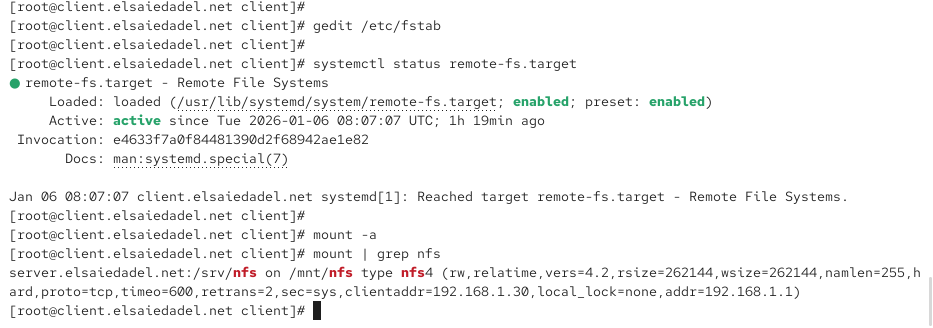 [root@client.elsaiedadel.net client]#
[root@client.elsaiedadel.net client]# gedit /etc/fstab
[root@client.elsaiedadel.net client]#
[root@client.elsaiedadel.net client]# systemctl status remote-fs.target
● remote-fs.target - Remote File Systems
     Loaded: loaded (/usr/lib/systemd/system/remote-fs.target; enabled; preset: enabled)
     Active: active since Tue 2026-01-06 08:07:07 UTC; 1h 19min ago
 Invocation: e4633f7a0f84481390d2f68942ae1e82
       Docs: man:systemd.special(7)

Jan 06 08:07:07 client.elsaiedadel.net systemd[1]: Reached target remote-fs.target - Remote File Systems.
[root@client.elsaiedadel.net client]#
[root@client.elsaiedadel.net client]# mount -a
[root@client.elsaiedadel.net client]# mount | grep nfs
server.elsaiedadel.net:/srv/nfs on /mnt/nfs type nfs4 (rw,relatime,vers=4.2,rsize=262144,wsize=262144,namlen=255,h
ard,proto=tcp,timeo=600,retrans=2,sec=sys,clientaddr=192.168.1.30,local_lock=none,addr=192.168.1.1)
[root@client.elsaiedadel.net client]#